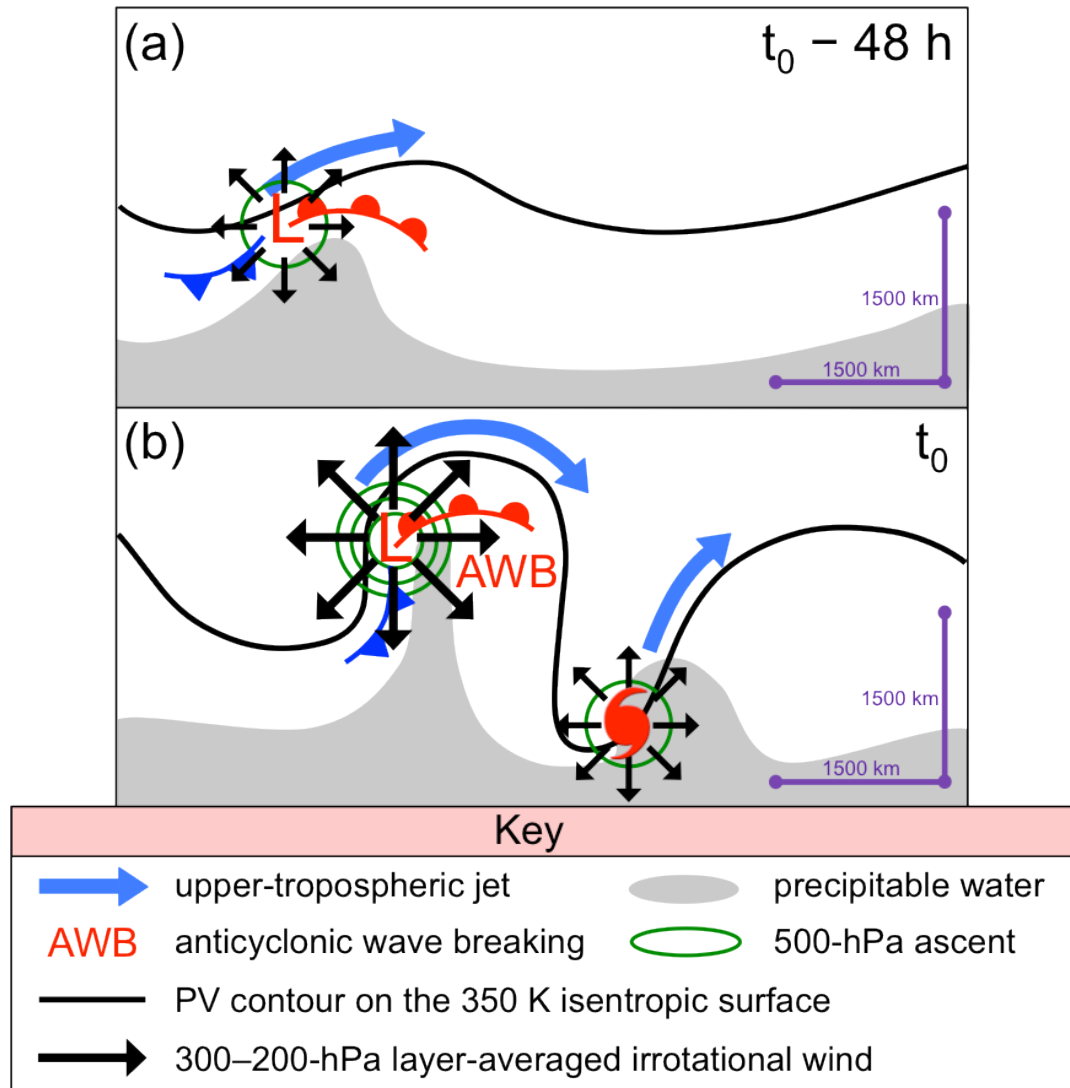 (a)
t0 − 48 h
L
1500 km
1500 km
(b)
t0
L
AWB
1500 km
1500 km
Key
upper-tropospheric jet
precipitable water
AWB anticyclonic wave breaking
500-hPa ascent
PV contour on the 350 K isentropic surface
300–200-hPa layer-averaged irrotational wind